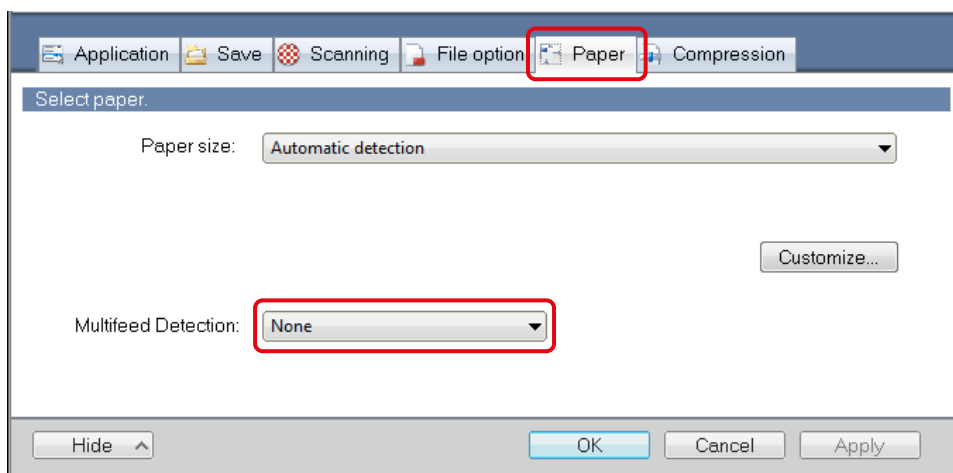 Application Save Scanning File option Paper Compression
Select paper.
Paper size: Automatic detection
Customize...
Multifeed Detection: None
Hide OK Cancel Apply